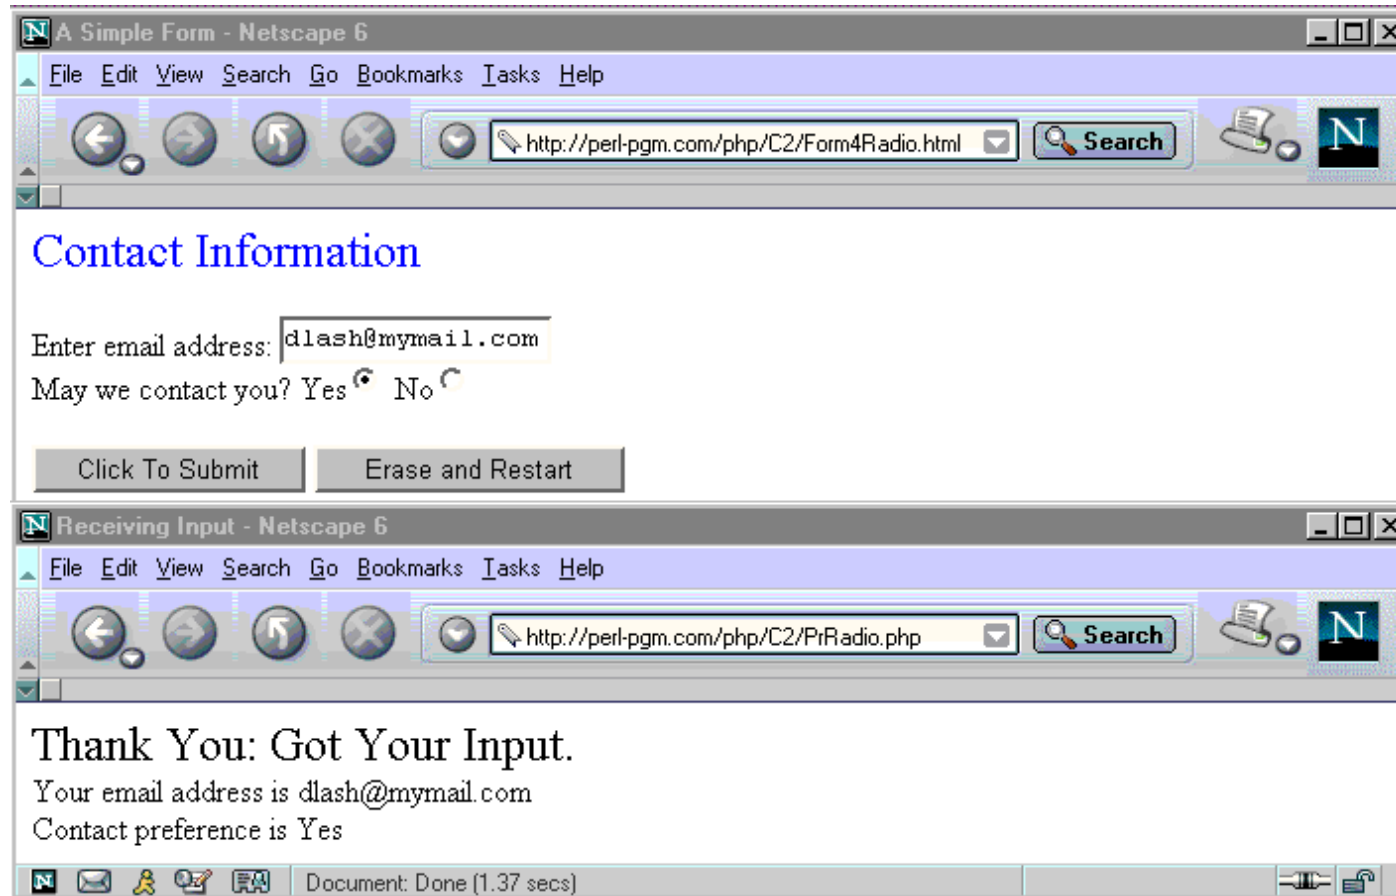 N A Simple Form - Netscape 6
File Edit View Search Go Bookmarks Tasks Help
http://perl-pgm.com/php/C2/Form4Radio.html Search N
Contact Information
Enter email address: dlash@mymail.com
May we contact you? Yes No
Click To Submit Erase and Restart
N Receiving Input - Netscape 6
File Edit View Search Go Bookmarks Tasks Help
http://perl-pgm.com/php/C2/PrRadio.php Search N
Thank You: Got Your Input.
Your email address is dlash@mymail.com
Contact preference is Yes
N Document: Done (1.37 secs)